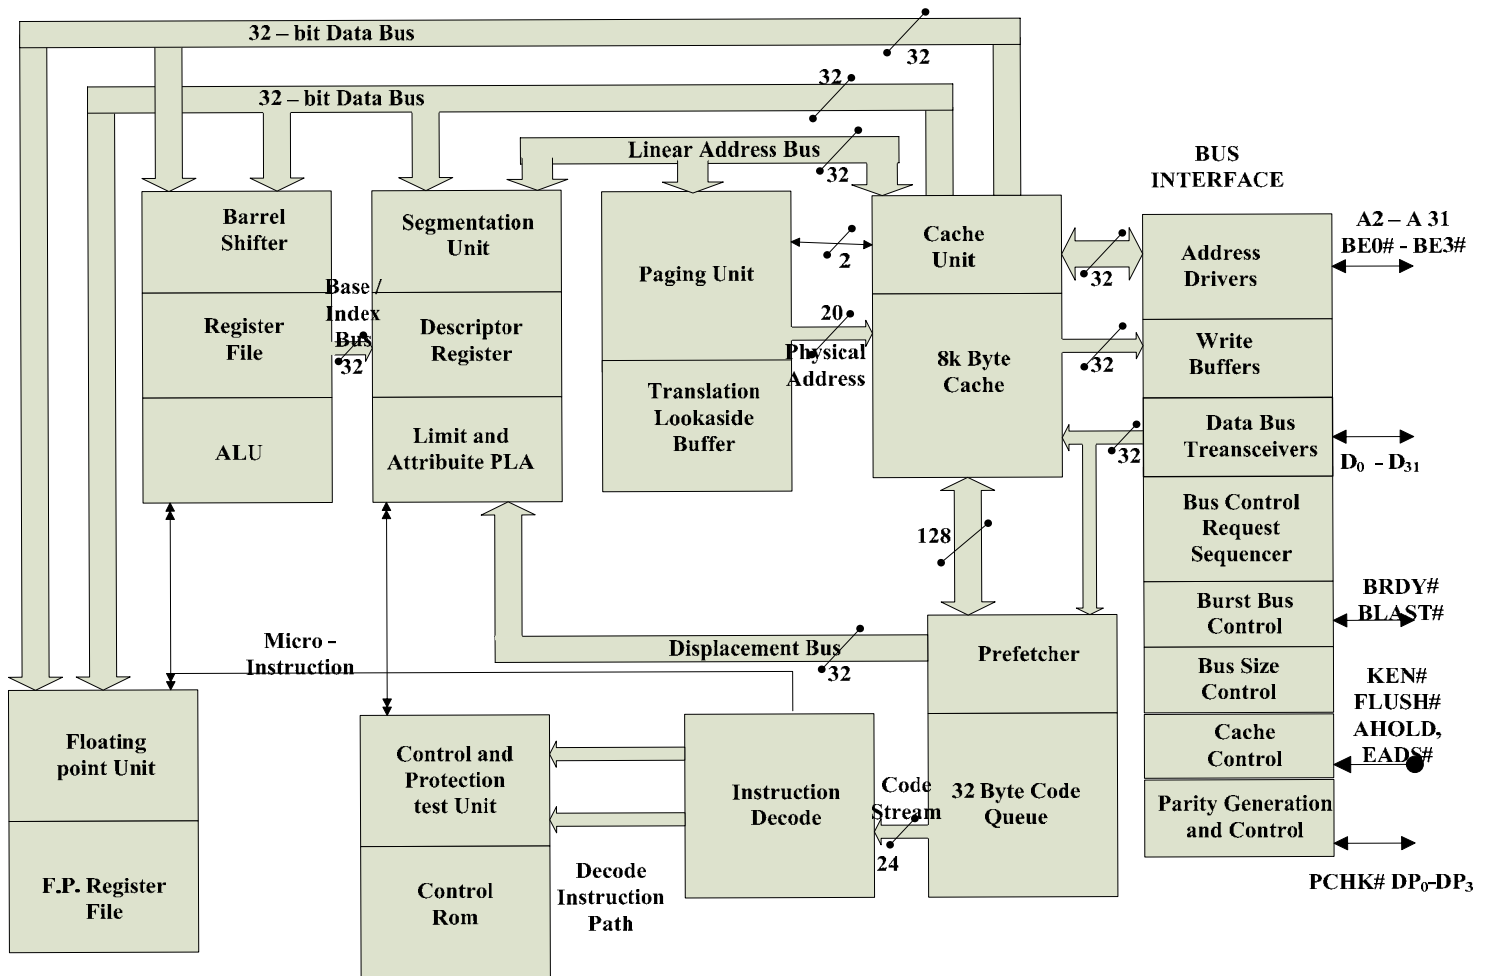 32 – bit Data Bus
32
32 – bit Data Bus
32
Linear Address Bus
32
BUS
INTERFACE
Barrel
Shifter
Segmentation
Unit
Paging Unit
2
Cache
Unit
32
Address
Drivers
A2 – A 31
BE0# - BE3#
Base /
Index
Bus
32
Register
File
Descriptor
Register
20
Physical
Address
8k Byte
Cache
32
Write
Buffers
ALU
Limit and
Attribuite PLA
Translation
Lookaside
Buffer
32
Data Bus
Treansceivers
D0 - D31
128
Bus Control
Request
Sequencer
Burst Bus
Control
BRDY#
BLAST#
Micro -
Instruction
Displacement Bus
32
Prefetcher
Bus Size
Control
KEN#
FLUSH#
AHOLD,
EADS#
Cache
Control
Floating
point Unit
Control and
Protection
test Unit
Instruction
Decode
Code
Stream
24
32 Byte Code
Queue
Parity Generation
and Control
PCHK# DP0-DP3
F.P. Register
File
Control
Rom
Decode
Instruction
Path